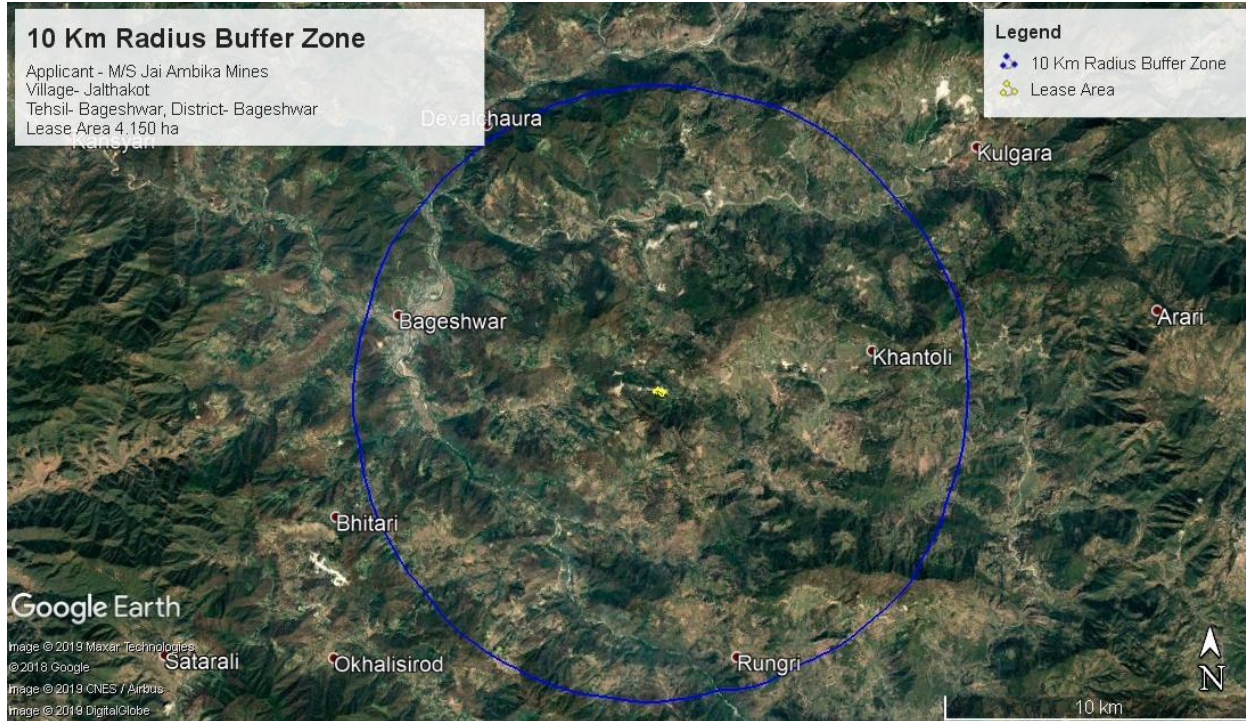 10 Km Radius Buffer Zone
Applicant - M/S Jai Ambika Mines
Village- Jalthakot
Tehsil- Bageshwar, District- Bageshwar
Lease Area 4.150 ha
Legend
10 Km Radius Buffer Zone
Lease Area
Devalchaura
Kansyari
Kulgara
Bageshwar
Arari
Khantoli
Bhitari
Google Earth
Image © 2019 Maxar Technologies
© 2018 Google
Image © 2019 CNES / Airbus
Image © 2019 DigitalGlobe
Satarali
Okhalisirod
Rungri
N
10 km